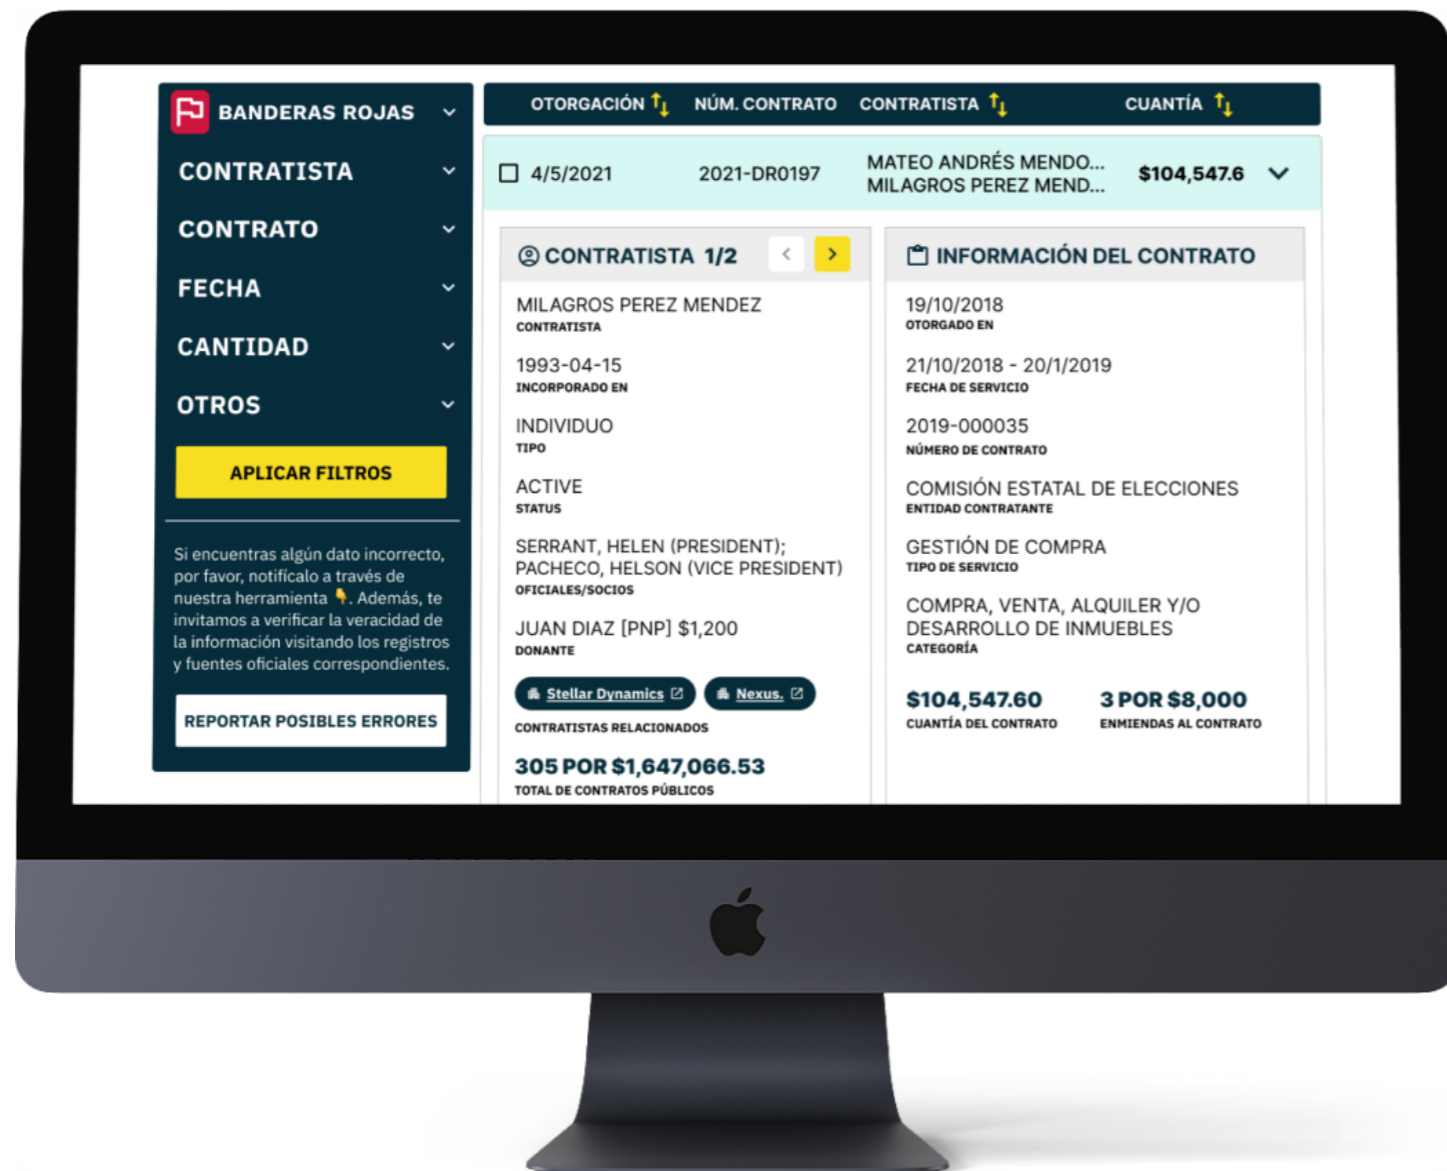 BANDERAS ROJAS
CONTRATISTA
CONTRATO
FECHA
CANTIDAD
OTROS
APLICAR FILTROS
Si encuentras algún dato incorrecto,
por favor, notifícalo a través de
nuestra herramienta 👇. Además, te
invitamos a verificar la veracidad de
la información visitando los registros
y fuentes oficiales correspondientes.
REPORTAR POSIBLES ERRORES
OTORGACIÓN NÚM. CONTRATO CONTRATISTA CUANTÍA
4/5/2021 2021-DR0197 MATEO ANDRÉS MENDO... $104,547.6
MILAGROS PEREZ MEND...
CONTRATISTA 1/2
MILAGROS PEREZ MENDEZ
CONTRATISTA
1993-04-15
INCORPORADO EN
INDIVIDUO
TIPO
ACTIVE
STATUS
SERRANT, HELEN (PRESIDENT);
PACHECO, HELSON (VICE PRESIDENT)
OFICIALES/SOCIOS
JUAN DIAZ [PNP] $1,200
DONANTE
Stellar Dynamics Nexus.
CONTRATISTAS RELACIONADOS
305 POR $1,647,066.53
TOTAL DE CONTRATOS PÚBLICOS
INFORMACIÓN DEL CONTRATO
19/10/2018
OTORGADO EN
21/10/2018 - 20/1/2019
FECHA DE SERVICIO
2019-000035
NÚMERO DE CONTRATO
COMISIÓN ESTATAL DE ELECCIONES
ENTIDAD CONTRATANTE
GESTIÓN DE COMPRA
TIPO DE SERVICIO
COMPRA, VENTA, ALQUILER Y/O
DESARROLLO DE INMUEBLES
CATEGORÍA
$104,547.60 3 POR $8,000
CUANTÍA DEL CONTRATO ENMIENDAS AL CONTRATO